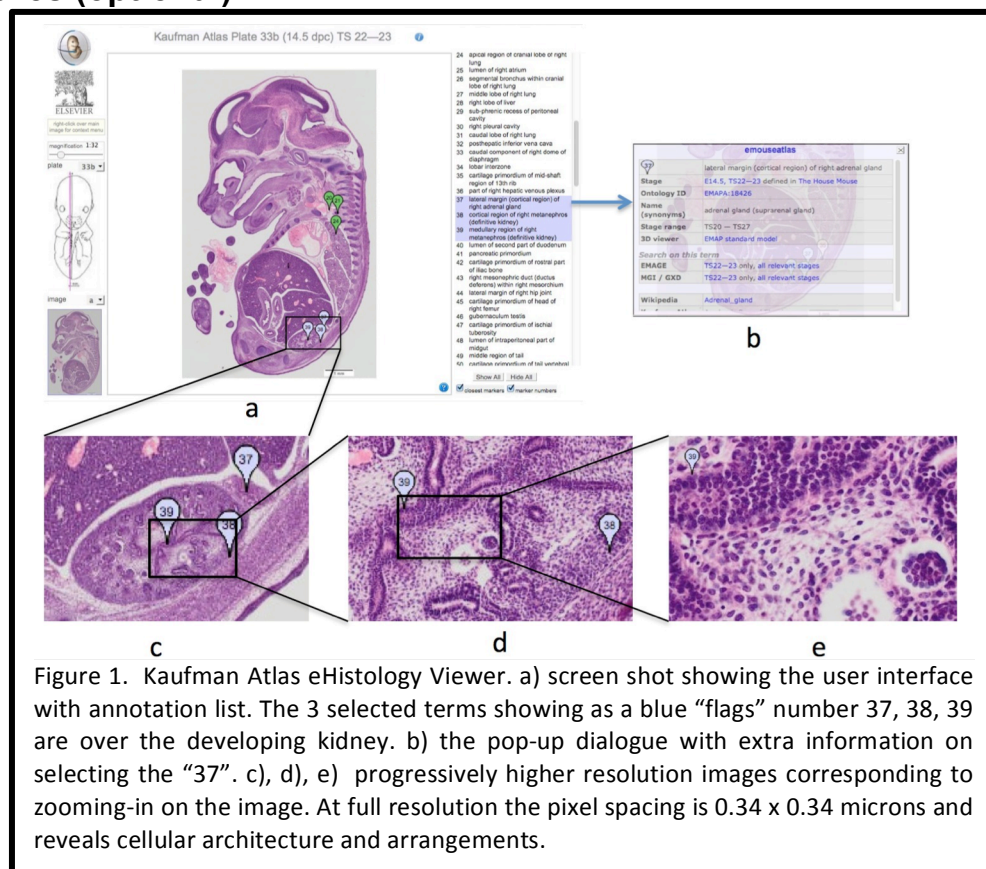 Kaufman Atlas Plate 33b (14.5 dpc) TS 22—23
ELSEVIER
right-click over main
image for context menu
magnification 1:32
plate 33b
image a
24 apical region of cranial lobe of right
lung
25 lumen of right atrium
26 segmental bronchus within cranial
lobe of right lung
27 middle lobe of right lung
28 right lobe of liver
29 sub-phrenic recess of peritoneal
cavity
30 right pleural cavity
31 caudal lobe of right lung
32 posthepatic inferior vena cava
33 caudal component of right dome of
diaphragm
34 lobar interzone
35 cartilage primordium of mid-shaft
region of 13th rib
36 part of right hepatic venous plexus
37 lateral margin (cortical region) of
right adrenal gland
38 cortical region of right metanephros
(definitive kidney)
39 medullary region of right
metanephros (definitive kidney)
40 lumen of second part of duodenum
41 pancreatic primordium
42 cartilage primordium of rostral part
of iliac bone
43 right mesonephric duct (ductus
deferens) within right mesorchium
44 lateral margin of right hip joint
45 cartilage primordium of head of
right femur
46 gubernaculum testis
47 cartilage primordium of ischial
tuberosity
48 lumen of intraperitoneal part of
midgut
49 middle region of tail
50 cartilage primordium of tail vertebral
Show All Hide All
closest markers marker numbers
a
emouseatlas
37 lateral margin (cortical region) of right adrenal gland
Stage E14.5, TS22—23 defined in The House Mouse
Ontology ID EMAPA:18426
Name
(synonyms) adrenal gland (suprarenal gland)
Stage range TS20 — TS27
3D viewer EMAP standard model
Search on this term
EMAGE TS22—23 only, all relevant stages
MGI / GXD TS22—23 only, all relevant stages
Wikipedia Adrenal_gland
b
37
39
38
c
39
38
d
39
e
Figure 1. Kaufman Atlas eHistology Viewer. a) screen shot showing the user interface
with annotation list. The 3 selected terms showing as a blue “flags” number 37, 38, 39
are over the developing kidney. b) the pop-up dialogue with extra information on
selecting the “37”. c), d), e) progressively higher resolution images corresponding to
zooming-in on the image. At full resolution the pixel spacing is 0.34 x 0.34 microns and
reveals cellular architecture and arrangements.